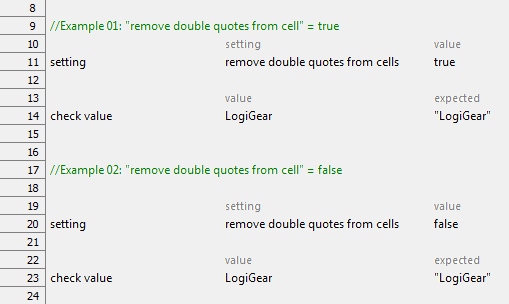 8
9 //Example 01: "remove double quotes from cell" = true
10 setting value
11 setting remove double quotes from cells true
12
13 value expected
14 check value LogiGear "LogiGear"
15
16
17 //Example 02: "remove double quotes from cell" = false
18
19 setting value
20 setting remove double quotes from cells false
21
22 value expected
23 check value LogiGear "LogiGear"
24